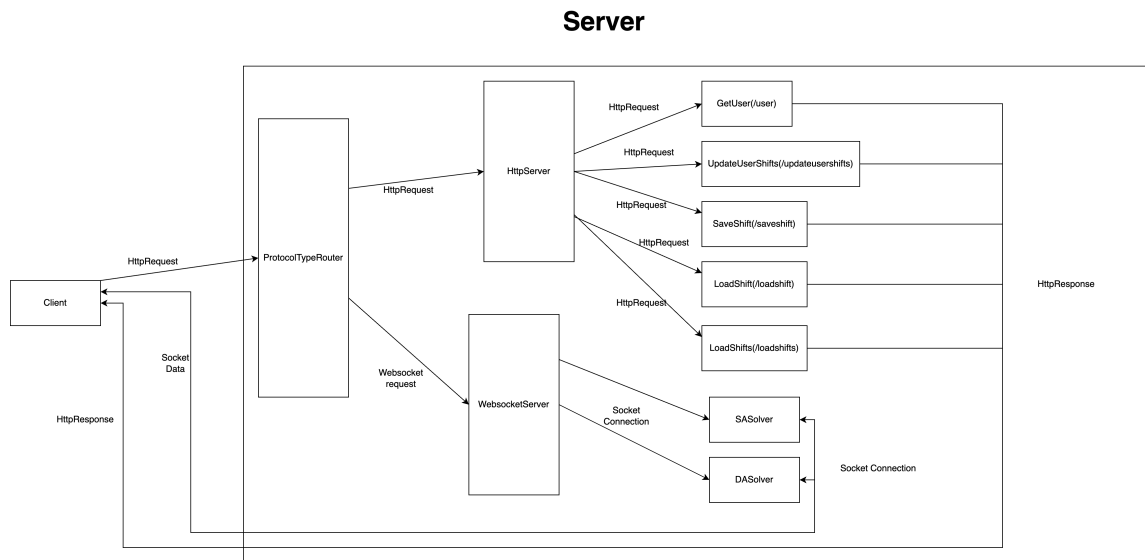 Server
GetUser(/user)
HttpRequest
HttpRequest
UpdateUserShifts(/updateusershifts)
HttpServer
HttpRequest
HttpRequest
SaveShift(/saveshift)
HttpRequest
ProtocolTypeRouter
HttpRequest
LoadShift(/loadshift)
HttpResponse
Client
HttpRequest
LoadShifts(/loadshifts)
Socket
Data
Websocket
request
WebsocketServer
Socket
Connection
SASolver
HttpResponse
Socket Connection
DASolver